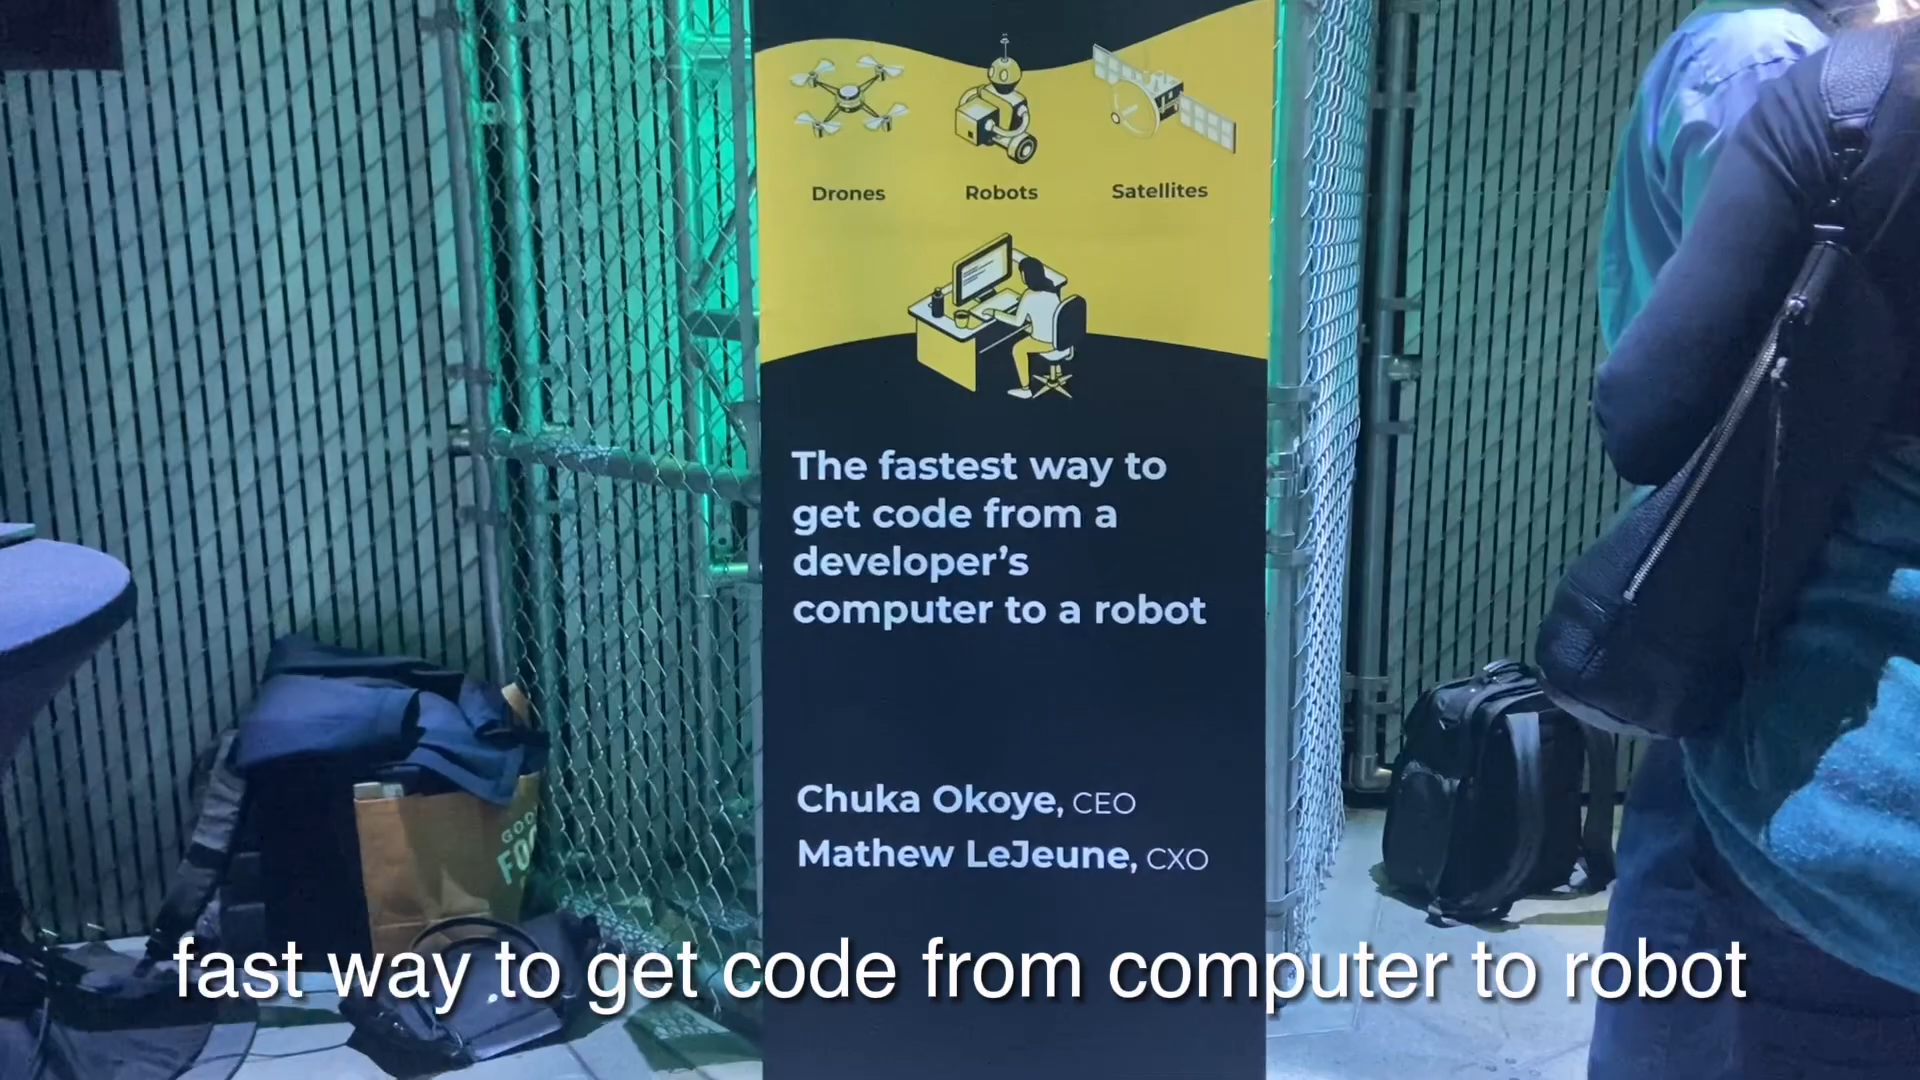 Drones
Robots
Satellites
The fastest way to
get code from a
developer's
computer to a robot
Chuka Okoye, CEO
Mathew LeJeune, CXO
fast way to get code from computer to robot